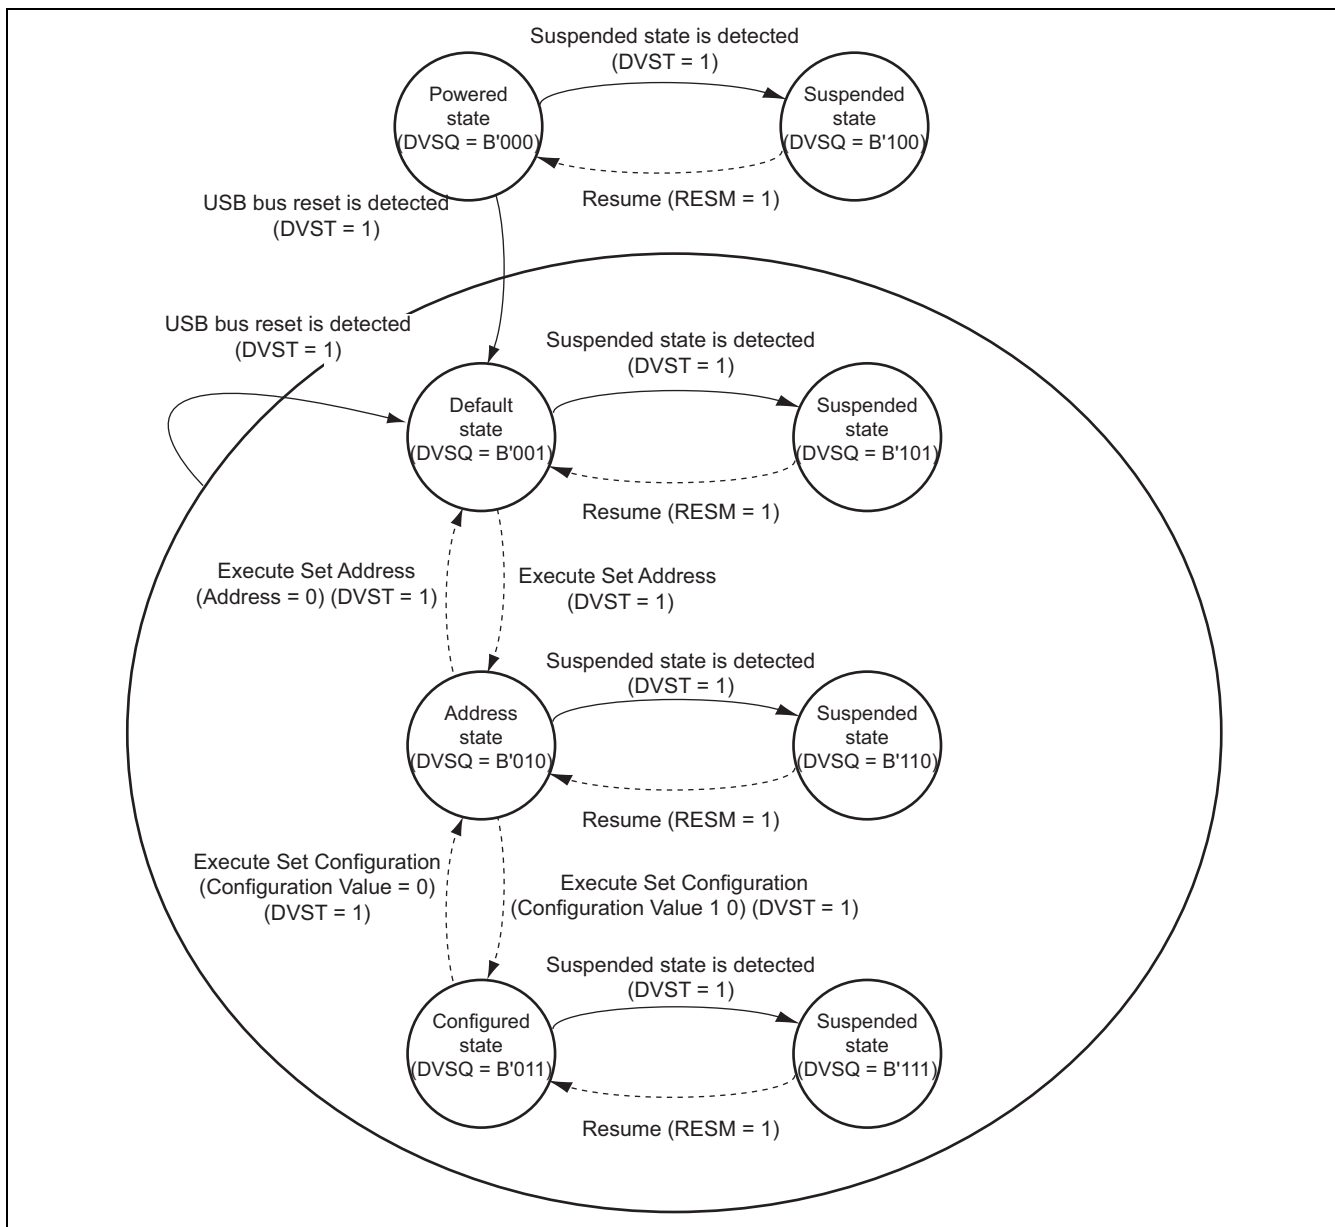 Suspended state is detected
(DVST = 1)
Powered
state
(DVSQ = B'000)
Suspended
state
(DVSQ = B'100)
Resume (RESM = 1)
USB bus reset is detected
(DVST = 1)
USB bus reset is detected
(DVST = 1)
Suspended state is detected
(DVST = 1)
Default
state
(DVSQ = B'001)
Suspended
state
(DVSQ = B'101)
Resume (RESM = 1)
Execute Set Address
(Address = 0) (DVST = 1)
Execute Set Address
(DVST = 1)
Suspended state is detected
(DVST = 1)
Address
state
(DVSQ = B'010)
Suspended
state
(DVSQ = B'110)
Resume (RESM = 1)
Execute Set Configuration
(Configuration Value = 0)
(DVST = 1)
Execute Set Configuration
(Configuration Value 1 0) (DVST = 1)
Suspended state is detected
(DVST = 1)
Configured
state
(DVSQ = B'011)
Suspended
state
(DVSQ = B'111)
Resume (RESM = 1)